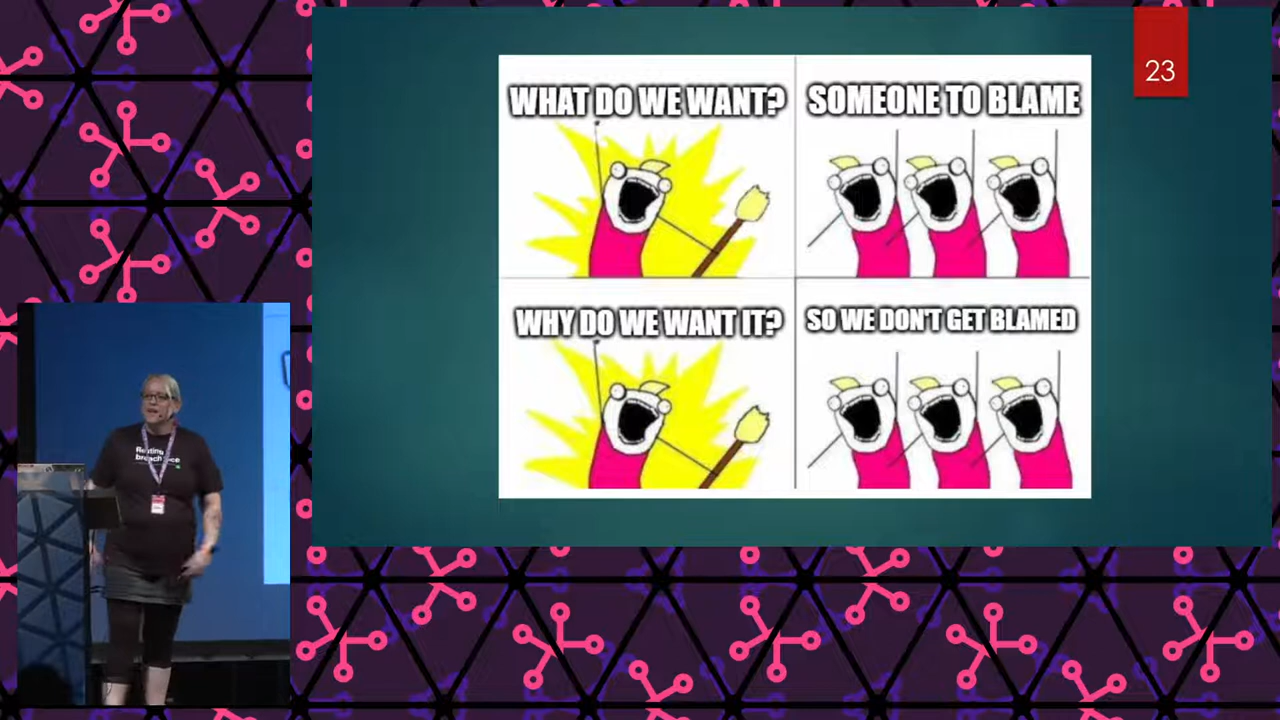 23
WHAT DO WE WANT?
SOMEONE TO BLAME
WHY DO WE WANT IT?
SO WE DON'T GET BLAMED